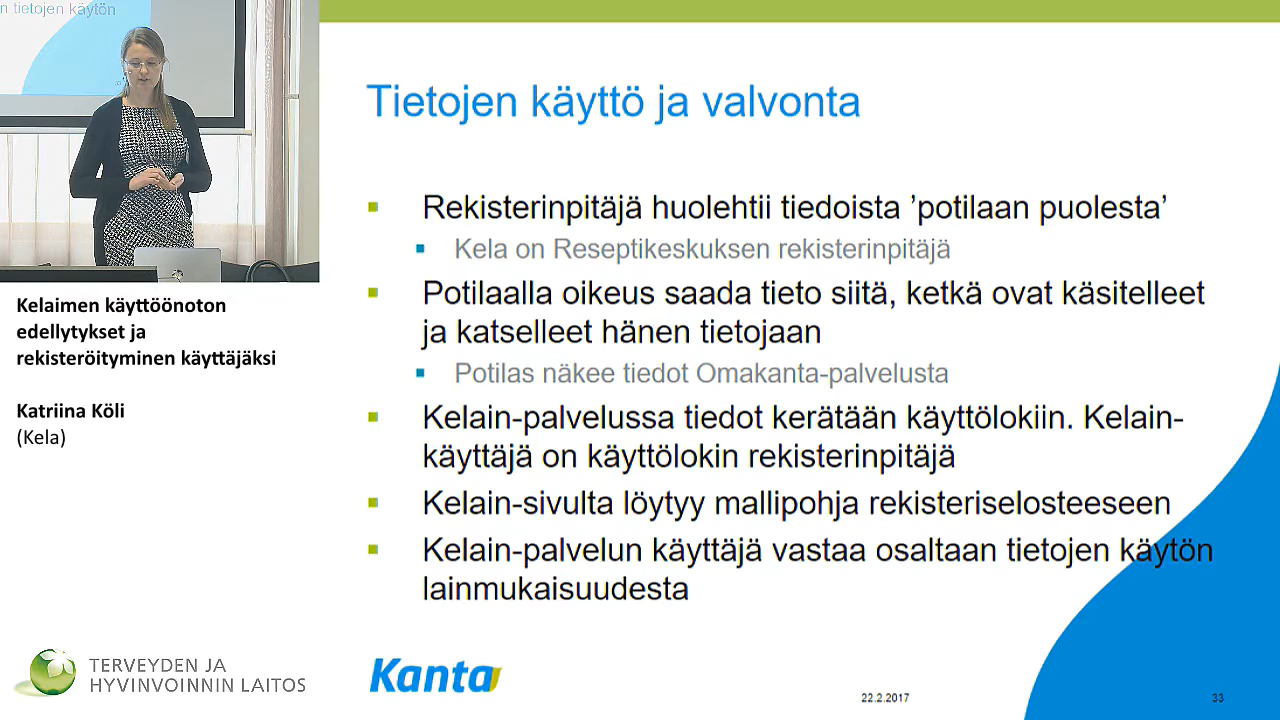 n tietojen käytön
Kelaimen käyttöönoton
edellytykset ja
rekisteröityminen käyttäjäksi
Katriina Köli
(Kela)
Tietojen käyttö ja valvonta
Rekisterinpitäjä huolehtii tiedoista ’potilaan puolesta’
Kela on Reseptikeskuksen rekisterinpitäjä
Potilaalla oikeus saada tieto siitä, ketkä ovat käsitelleet
ja katselleet hänen tietojaan
Potilas näkee tiedot Omakanta-palvelusta
Kelain-palvelussa tiedot kerätään käyttölokiin. Kelain-
käyttäjä on käyttölokin rekisterinpitäjä
Kelain-sivulta löytyy mallipohja rekisteriselosteeseen
Kelain-palvelun käyttäjä vastaa osaltaan tietojen käytön
lainmukaisuudesta
TERVEYDEN JA
HYVINVOINNIN LAITOS
Kanta
22.2.2017
33